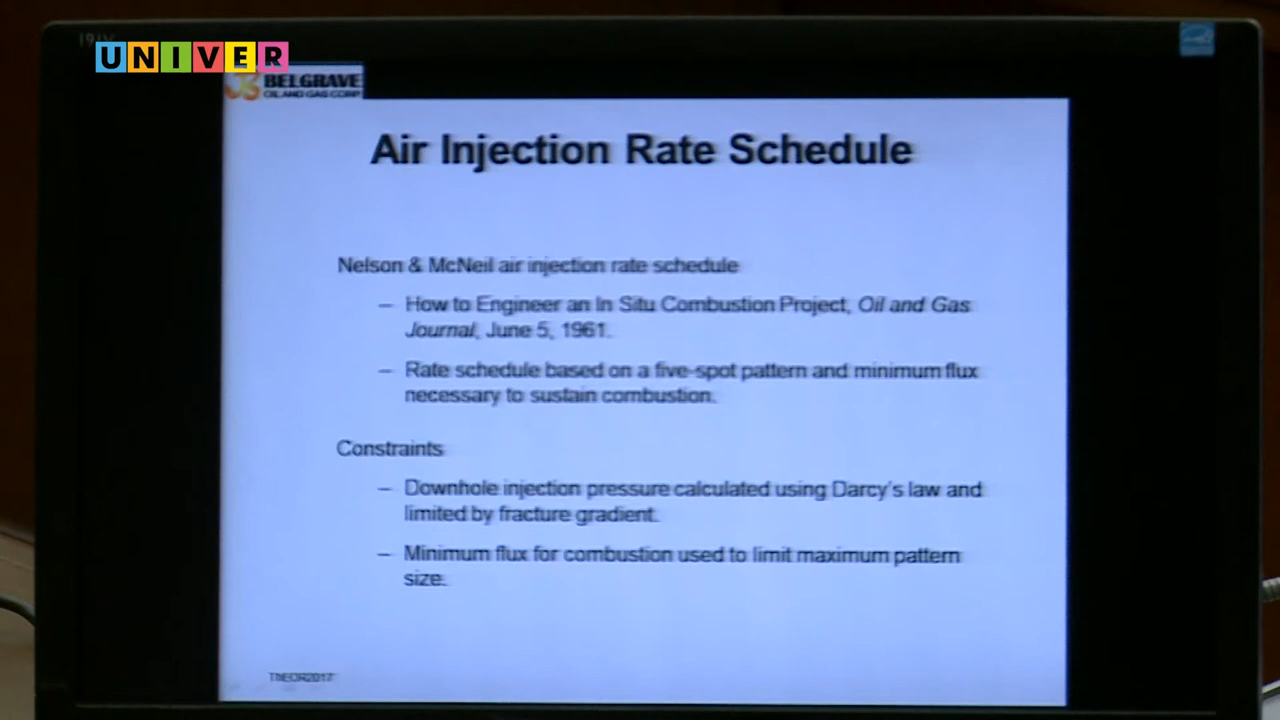 UNIVER
BELGRAVE
OIL AND GAS CORP
Air Injection Rate Schedule
Nelson & McNeil air injection rate schedule
– How to Engineer an In Situ Combustion Project, Oil and Gas
Journal, June 5, 1961.
– Rate schedule based on a five-spot pattern and minimum flux
necessary to sustain combustion.
Constraints
– Downhole injection pressure calculated using Darcy's law and
limited by fracture gradient.
– Minimum flux for combustion used to limit maximum pattern
size.
ThEOR2017